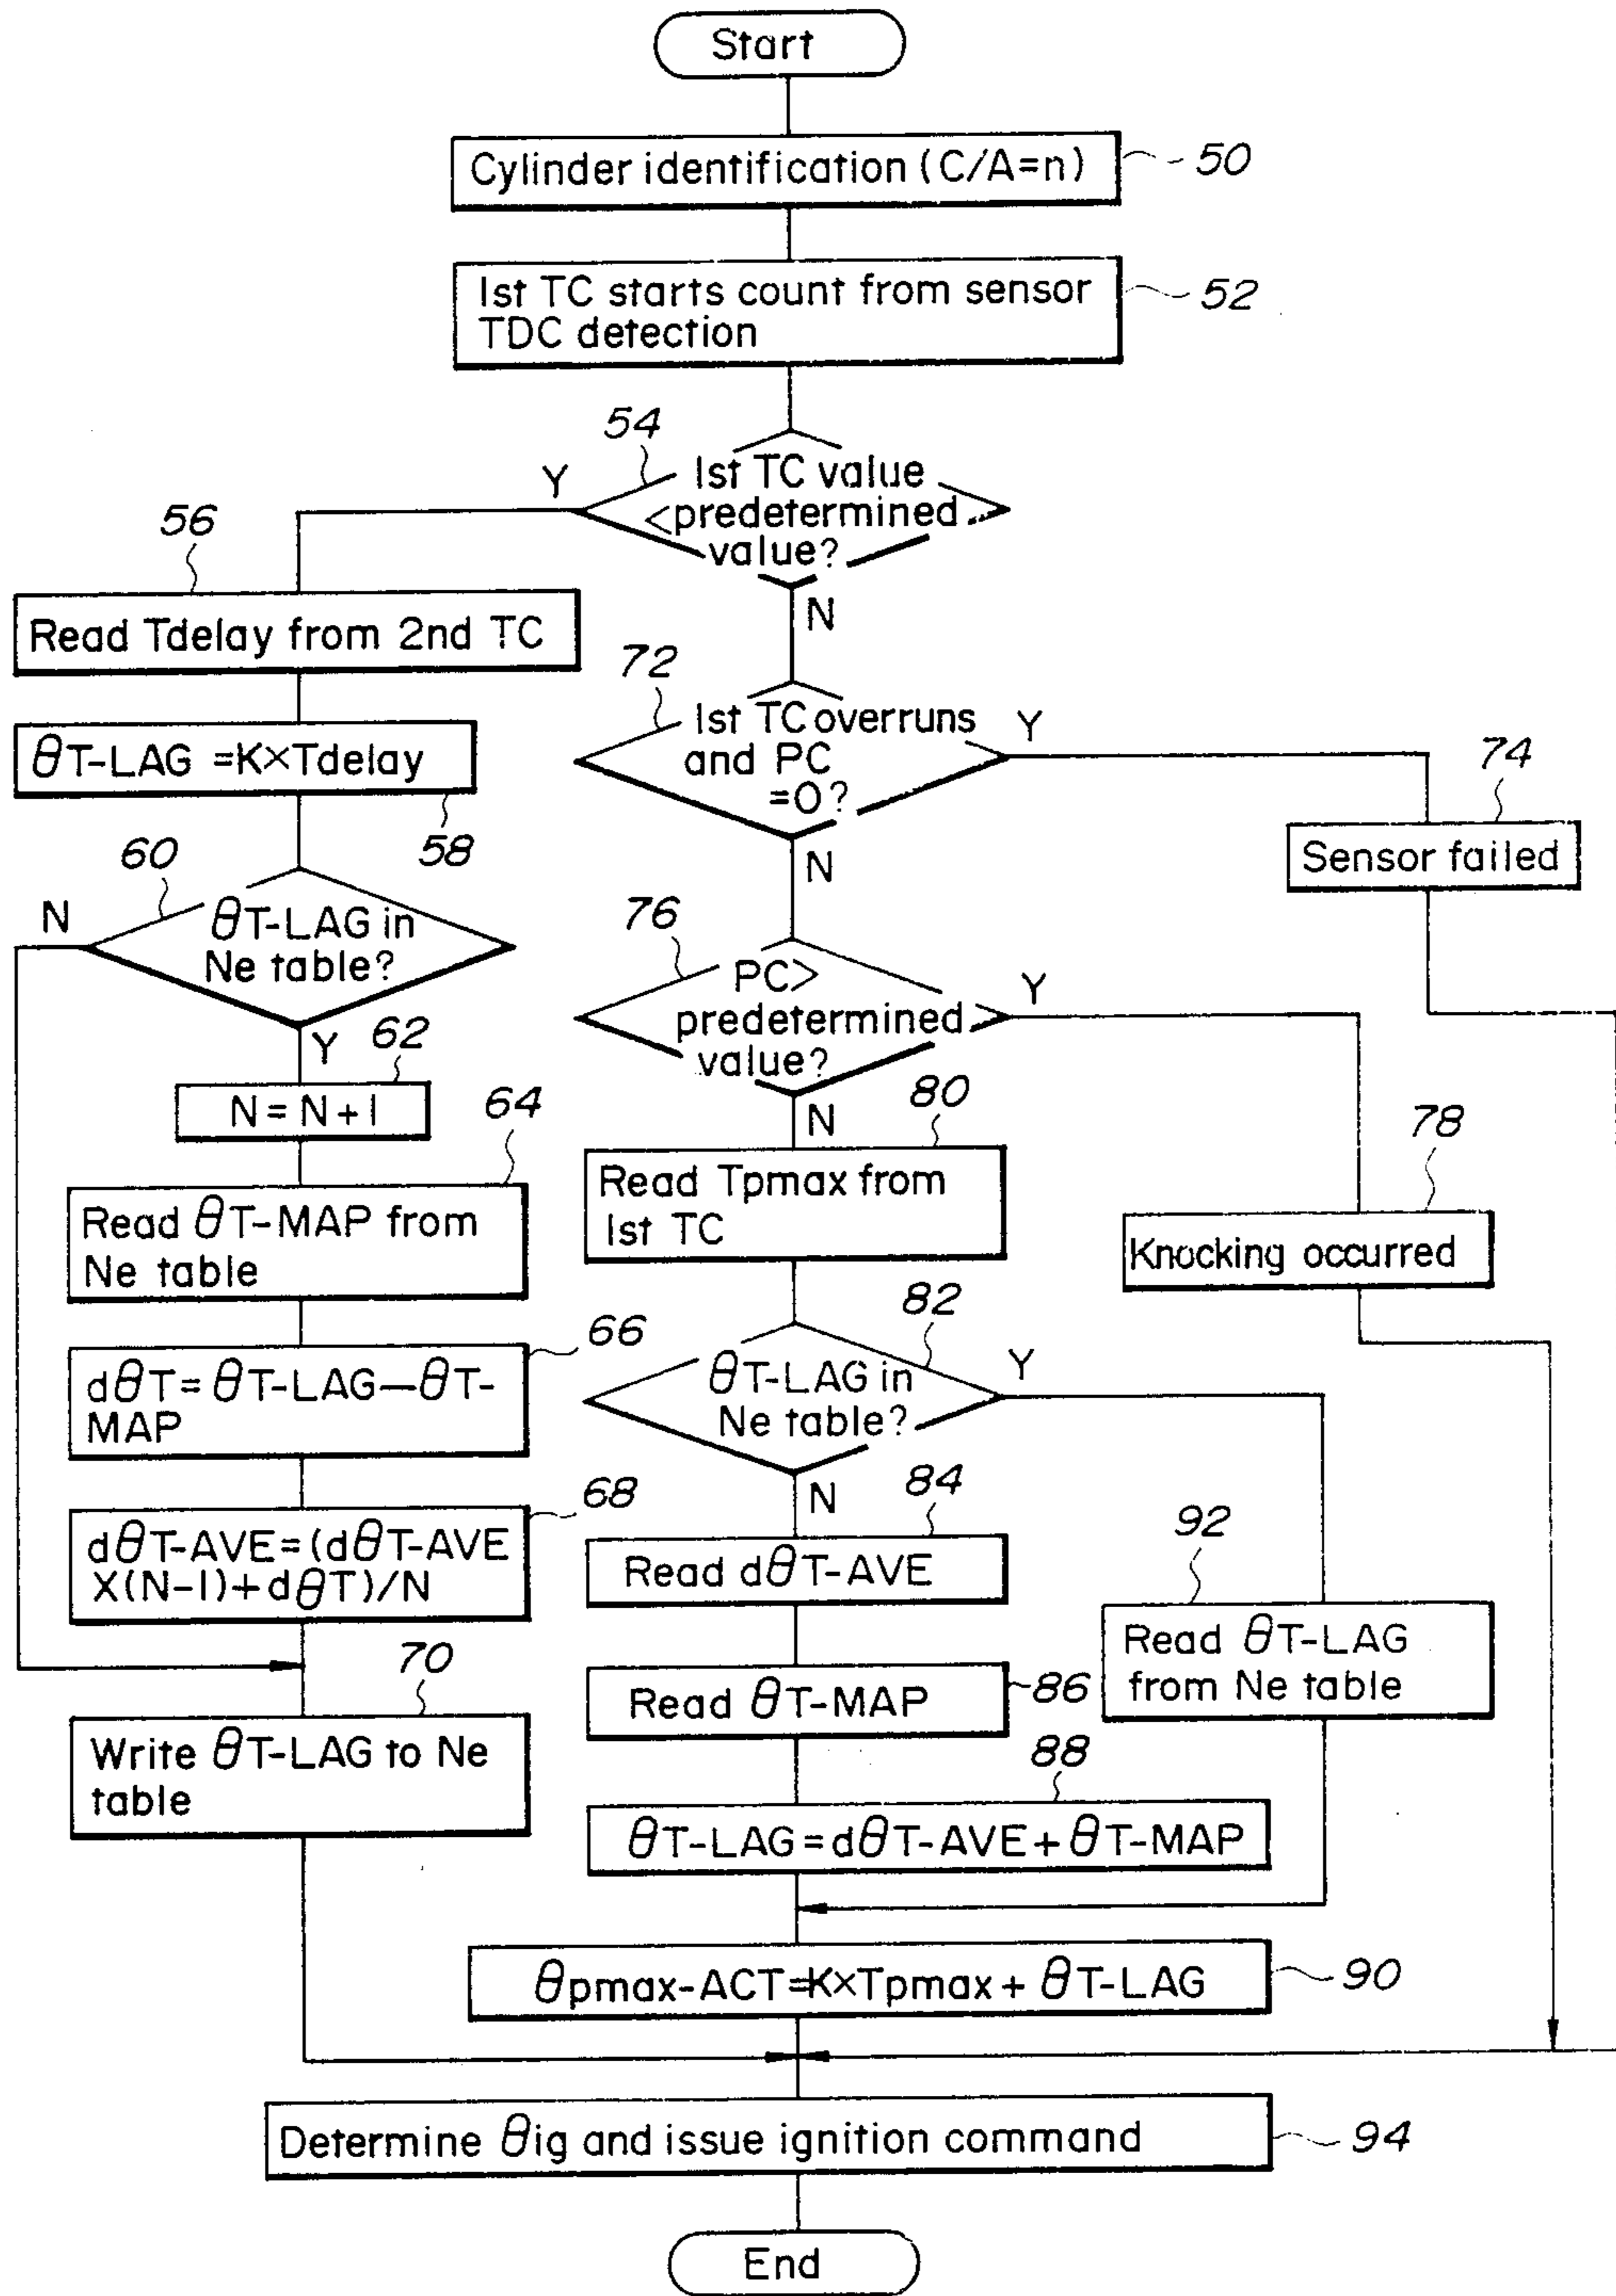 Start
Cylinder identification (C/A=n)
50
1st TC starts count from sensor
TDC detection
52
54
1st TC value
<predetermined
value?
Y
N
56
Read Tdelay from 2nd TC
θT-LAG =K×Tdelay
58
60
θT-LAG in
Ne table?
N
Y
62
N=N+1
64
Read θT-MAP from
Ne table
66
dθT=θT-LAG—θT-
MAP
68
dθT-AVE=(dθT-AVE
X(N-1)+dθT)/N
70
Write θT-LAG to Ne
table
72
1st TC overruns
and PC
=0?
Y
N
74
Sensor failed
76
PC>
predetermined
value?
Y
N
78
Knocking occurred
80
Read Tpmax from
1st TC
82
θT-LAG in
Ne table?
Y
N
84
Read dθT-AVE
92
Read θT-LAG
from Ne table
Read θT-MAP
86
88
θT-LAG=dθT-AVE+θT-MAP
θpmax-ACT=K×Tpmax+θT-LAG
90
Determine θig and issue ignition command
94
End